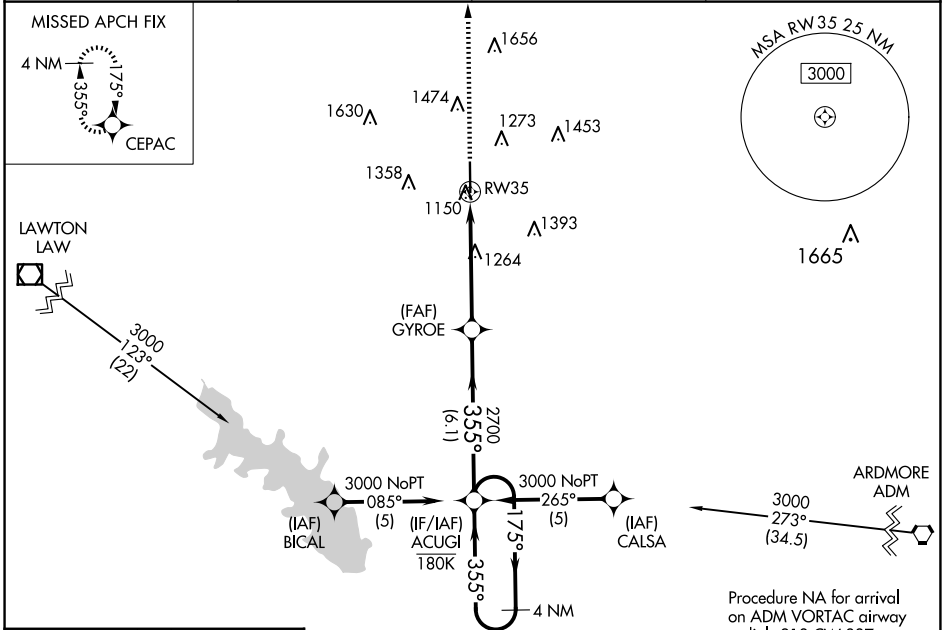 MISSED APCH FIX
4 NM
355°
175°
CEPAC
MSA RW35 25 NM
3000
1656
1630
1474
1273
1453
1358
RW35
1150
1393
1264
1665
LAWTON
LAW
3000
123°
(22)
(FAF)
GYROE
2700
355°
(6.1)
3000 NoPT
085°
(5)
(IAF)
BICAL
(IF/IAF)
ACUGI
180K
3000 NoPT
265°
(5)
(IAF)
CALSA
355°
175°
4 NM
ARDMORE
ADM
3000
273°
(34.5)
Procedure NA for arrival
on ADM VORTAC airway